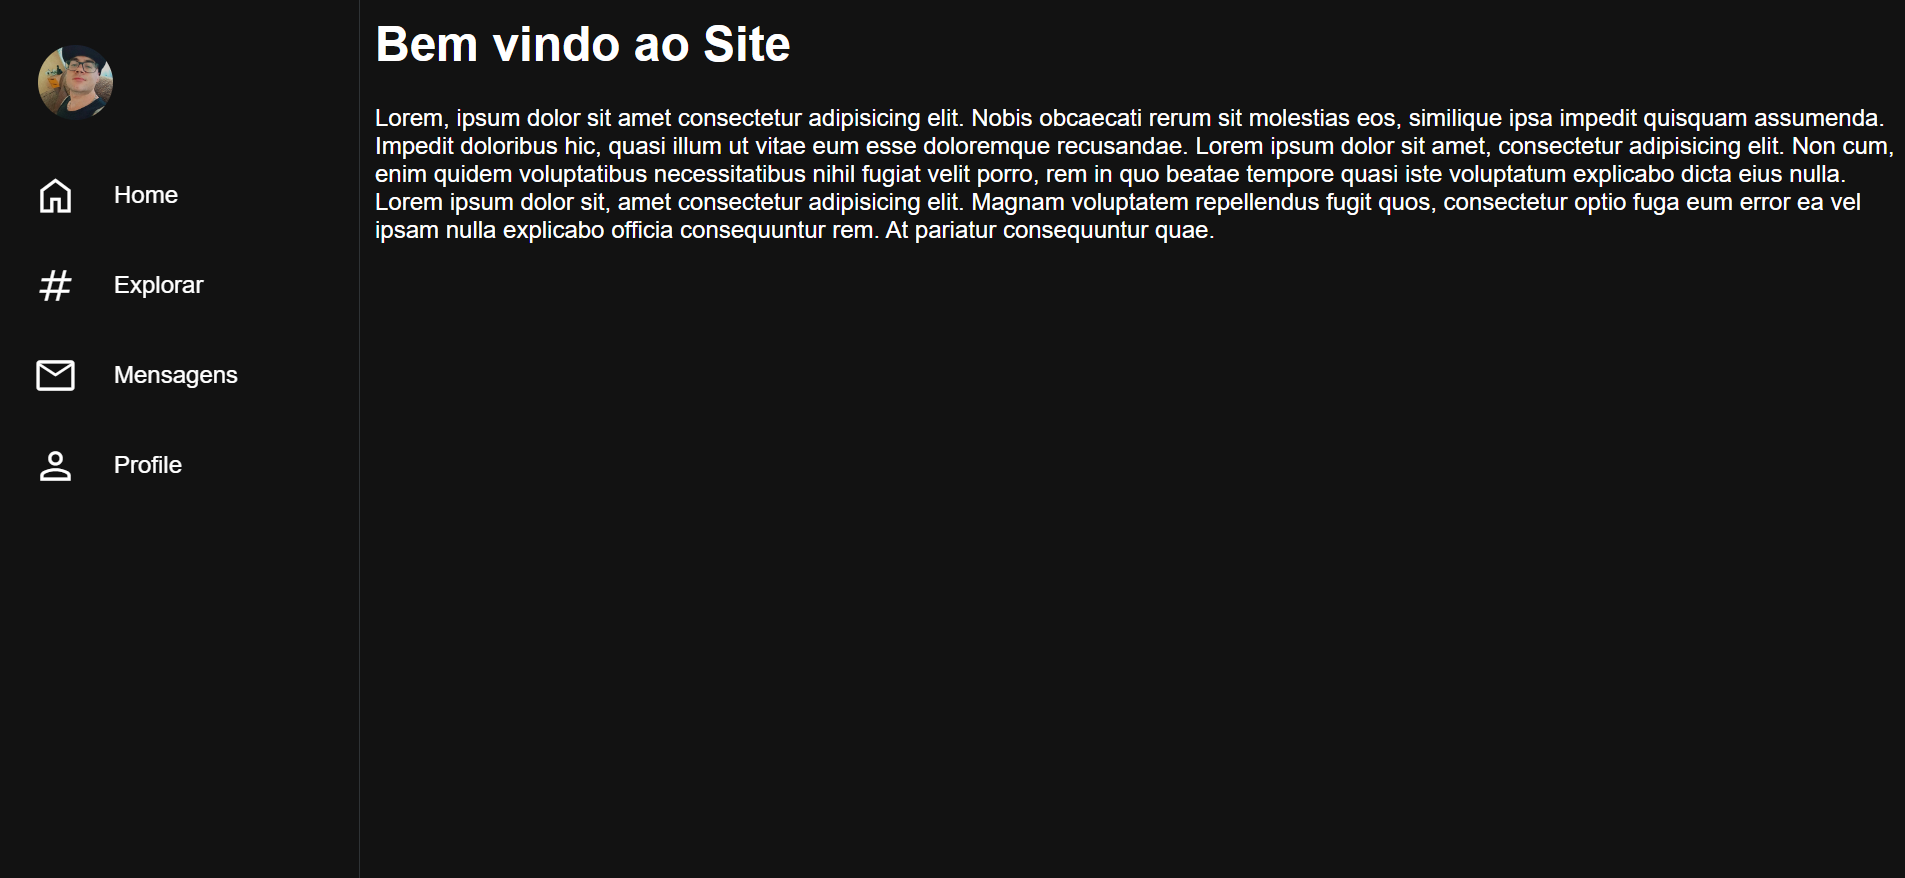 Bem vindo ao Site
Lorem, ipsum dolor sit amet consectetur adipisicing elit. Nobis obcaecati rerum sit molestias eos, similique ipsa impedit quisquam assumenda.
Impedit doloribus hic, quasi illum ut vitae eum esse doloremque recusandae. Lorem ipsum dolor sit amet, consectetur adipisicing elit. Non cum,
enim quidem voluptatibus necessitatibus nihil fugiat velit porro, rem in quo beatae tempore quasi iste voluptatum explicabo dicta eius nulla.
Lorem ipsum dolor sit, amet consectetur adipisicing elit. Magnam voluptatem repellendus fugit quos, consectetur optio fuga eum error ea vel
ipsam nulla explicabo officia consequuntur rem. At pariatur consequuntur quae.
Home
Explorar
Mensagens
Profile